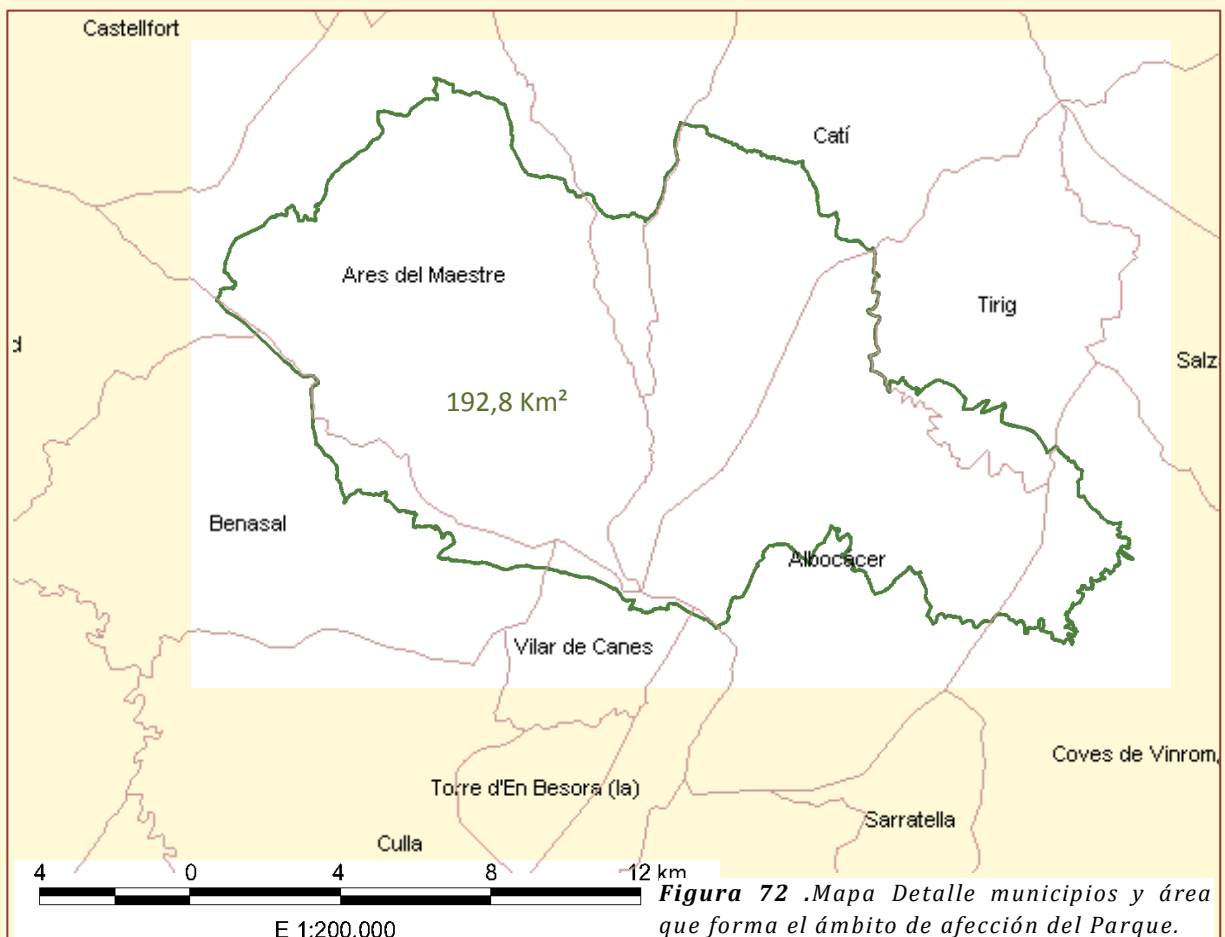 Castellfort
Catí
Ares del Maestre
Tirig
d
Salz
192,8 Km²
Benasal
Albocacer
Vilar de Canes
Coves de Vinrom,
Torre d'En Besora (la)
Sarratella
Culla
4 0 4 8 12 km
E 1:200.000
Figura 72 .Mapa Detalle municipios y área
que forma el ámbito de afección del Parque.